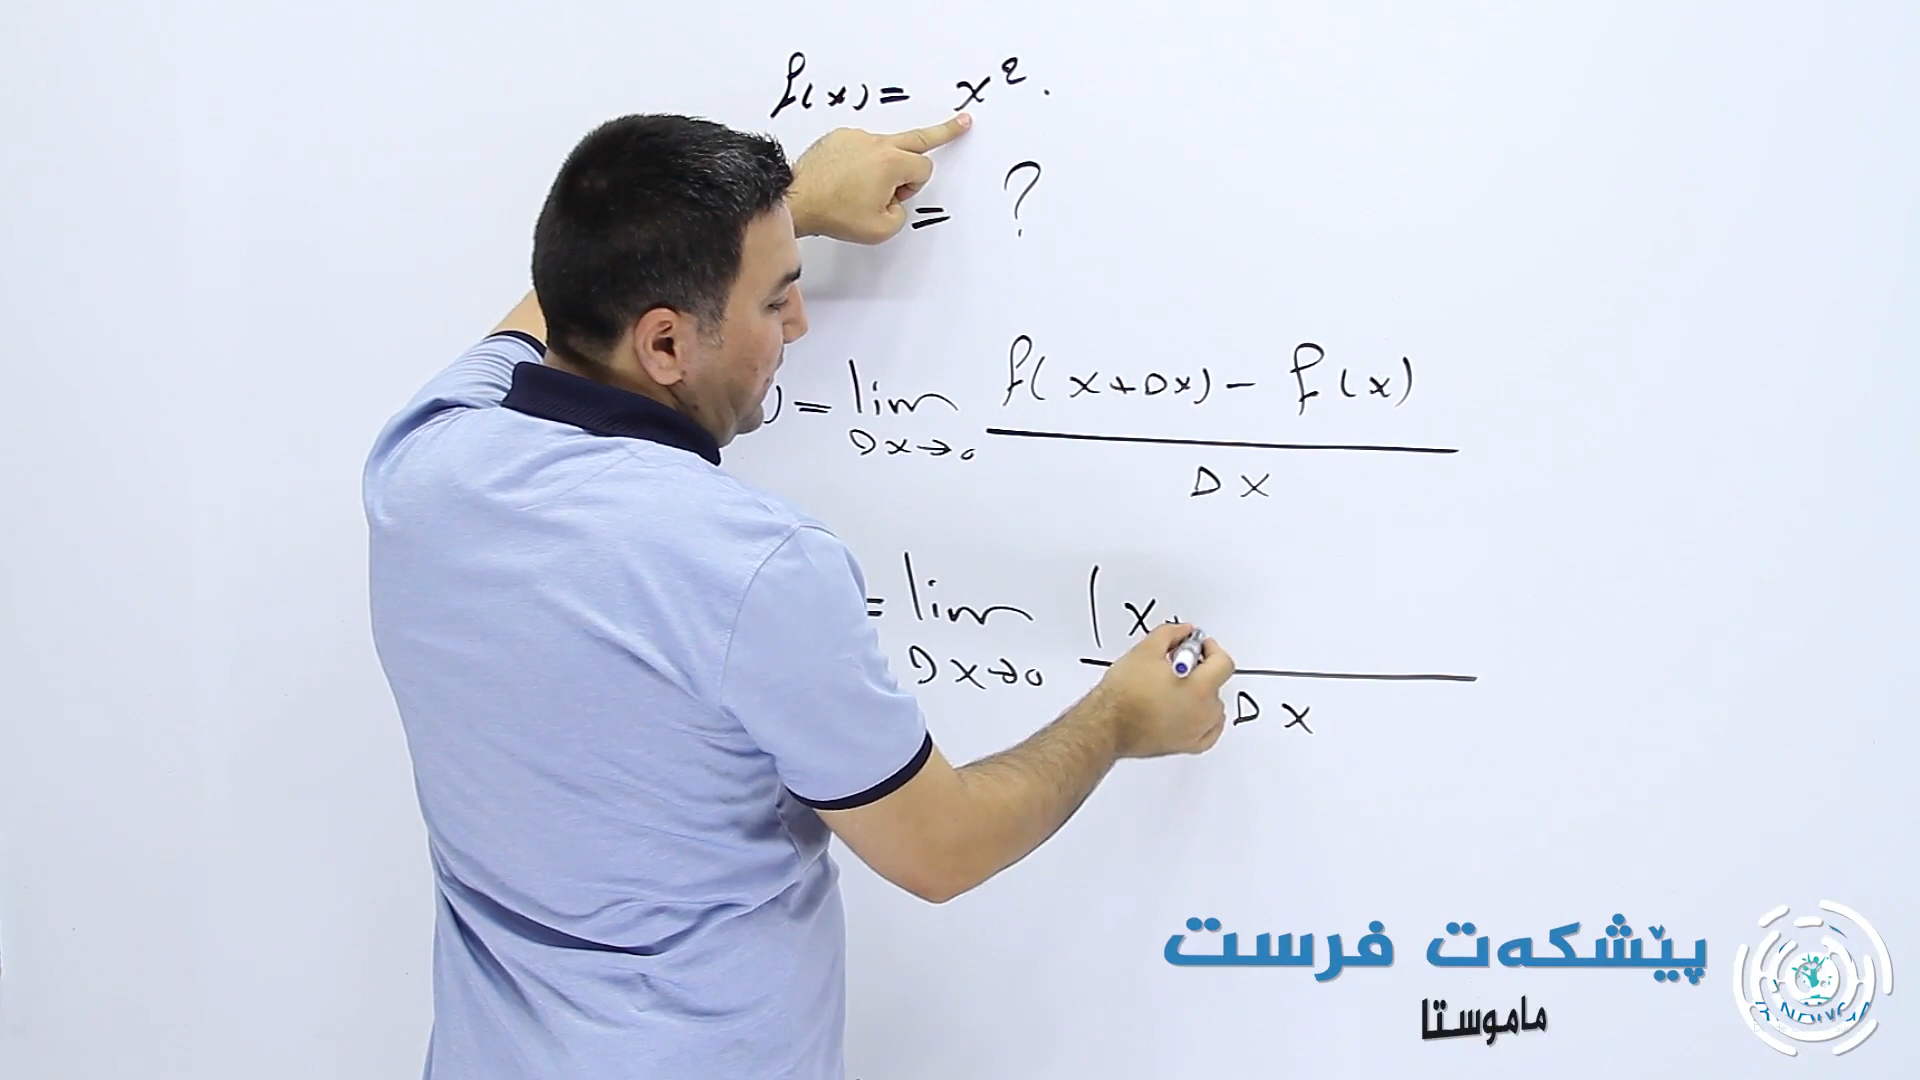 f(x) = x².
= ?
) = lim Dx→0 f(x+Dx) - f(x) / Dx
= lim Dx→0 (x+ / Dx
پێشکەت فرست
ماموستا